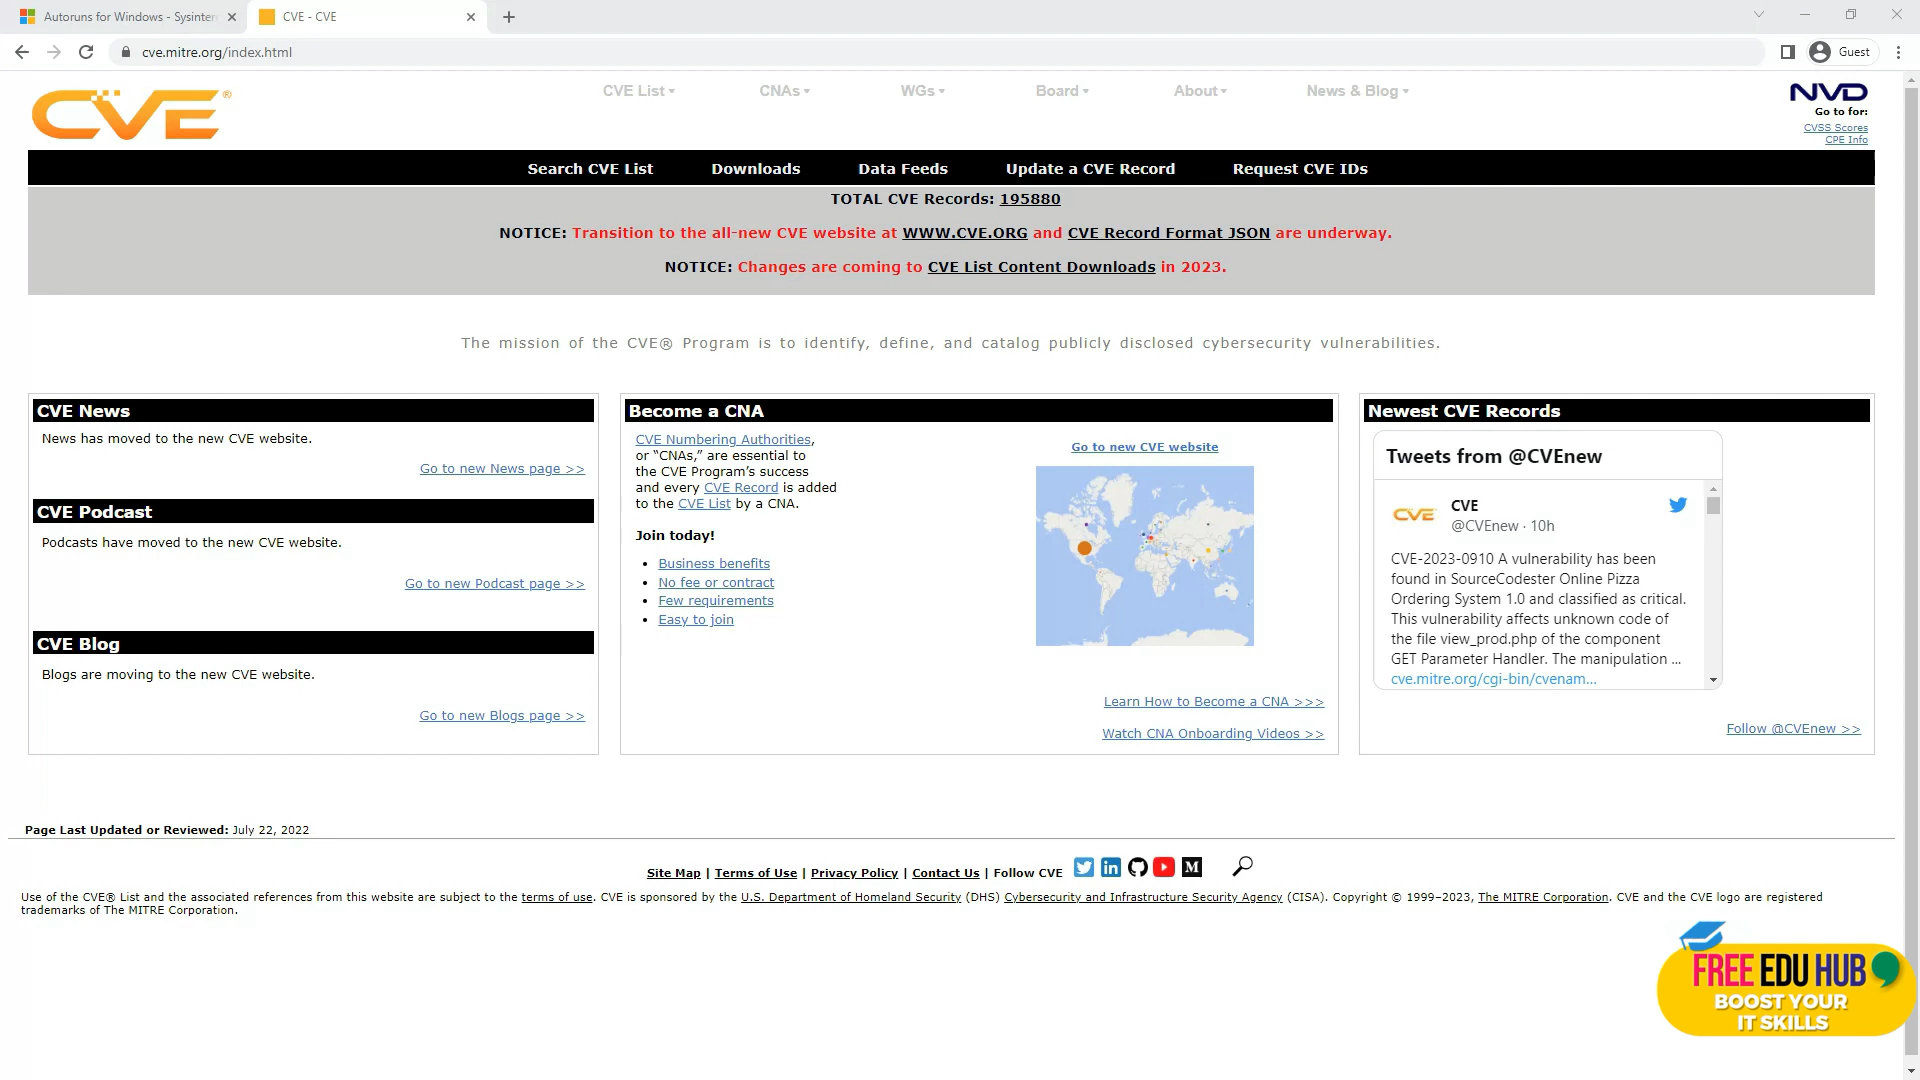 Autoruns for Windows - Sysinter
CVE - CVE
cve.mitre.org/index.html
Guest
CVE®
CVE List
CNAs
WGs
Board
About
News & Blog
NVD
Go to for:
CVSS Scores
CPE Info
Search CVE List
Downloads
Data Feeds
Update a CVE Record
Request CVE IDs
TOTAL CVE Records: 195880
NOTICE: Transition to the all-new CVE website at WWW.CVE.ORG and CVE Record Format JSON are underway.
NOTICE: Changes are coming to CVE List Content Downloads in 2023.
The mission of the CVE® Program is to identify, define, and catalog publicly disclosed cybersecurity vulnerabilities.
CVE News
News has moved to the new CVE website.
Go to new News page >>
CVE Podcast
Podcasts have moved to the new CVE website.
Go to new Podcast page >>
CVE Blog
Blogs are moving to the new CVE website.
Go to new Blogs page >>
Become a CNA
CVE Numbering Authorities,
or “CNAs,” are essential to
the CVE Program’s success
and every CVE Record is added
to the CVE List by a CNA.
Join today!
Business benefits
No fee or contract
Few requirements
Easy to join
Go to new CVE website
Learn How to Become a CNA >>>
Watch CNA Onboarding Videos >>
Newest CVE Records
Tweets from @CVEnew
CVE
CVE
@CVEnew · 10h
CVE-2023-0910 A vulnerability has been
found in SourceCodester Online Pizza
Ordering System 1.0 and classified as critical.
This vulnerability affects unknown code of
the file view_prod.php of the component
GET Parameter Handler. The manipulation ...
cve.mitre.org/cgi-bin/cvenam...
Follow @CVEnew >>
Page Last Updated or Reviewed: July 22, 2022
Site Map | Terms of Use | Privacy Policy | Contact Us | Follow CVE
Use of the CVE® List and the associated references from this website are subject to the terms of use. CVE is sponsored by the U.S. Department of Homeland Security (DHS) Cybersecurity and Infrastructure Security Agency (CISA). Copyright © 1999–2023, The MITRE Corporation. CVE and the CVE logo are registered
trademarks of The MITRE Corporation.
FREE EDU HUB
BOOST YOUR
IT SKILLS